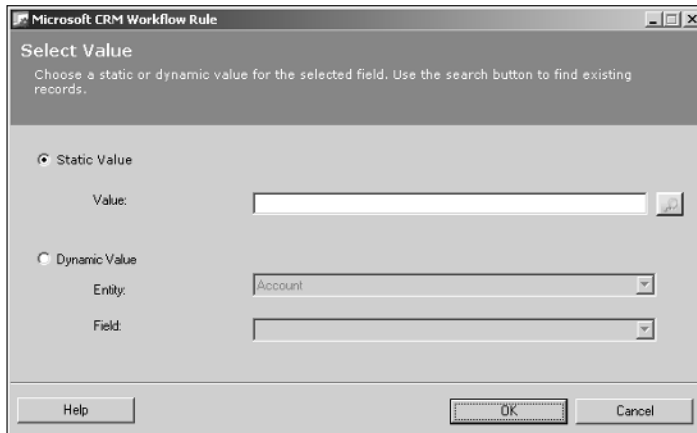 Microsoft CRM Workflow Rule
Select Value
Choose a static or dynamic value for the selected field. Use the search button to find existing
records.
Static Value
Value:
Dynamic Value
Entity:
Account
Field:
Help
OK
Cancel